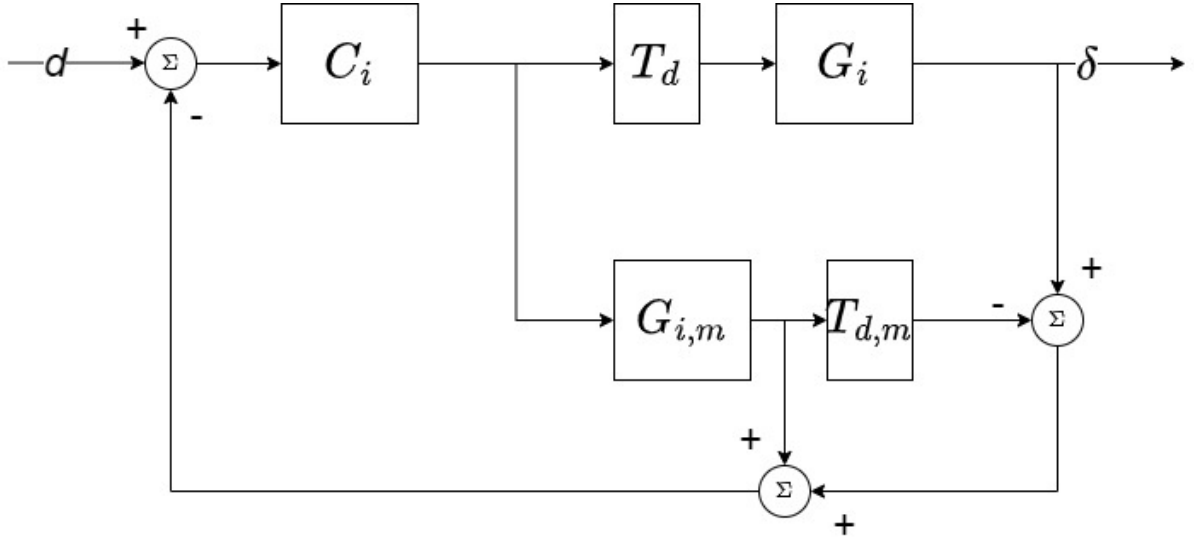 +
d Σ C_i T_d G_i δ
-
+
G_{i,m} T_{d,m} - Σ
+
Σ
+